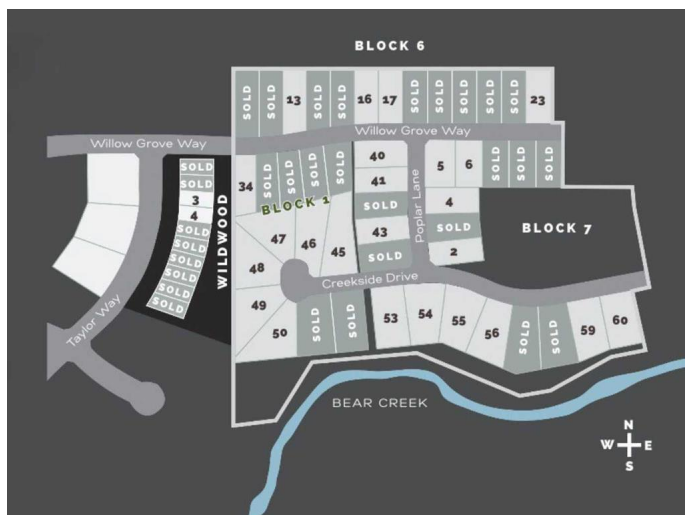 BLOCK 6
SOLD
SOLD
13
SOLD
SOLD
16
17
SOLD
SOLD
SOLD
SOLD
SOLD
23
Willow Grove Way
Willow Grove Way
SOLD
SOLD
3
4
SOLD
SOLD
SOLD
SOLD
SOLD
WILDWOOD
Taylor Way
34
SOLD
SOLD
SOLD
SOLD
BLOCK 1
47
46
45
48
49
50
SOLD
SOLD
40
41
SOLD
43
SOLD
Poplar Lane
5
6
SOLD
SOLD
SOLD
4
SOLD
2
BLOCK 7
Creekside Drive
53
54
55
56
SOLD
SOLD
59
60
BEAR CREEK
N
W E
S